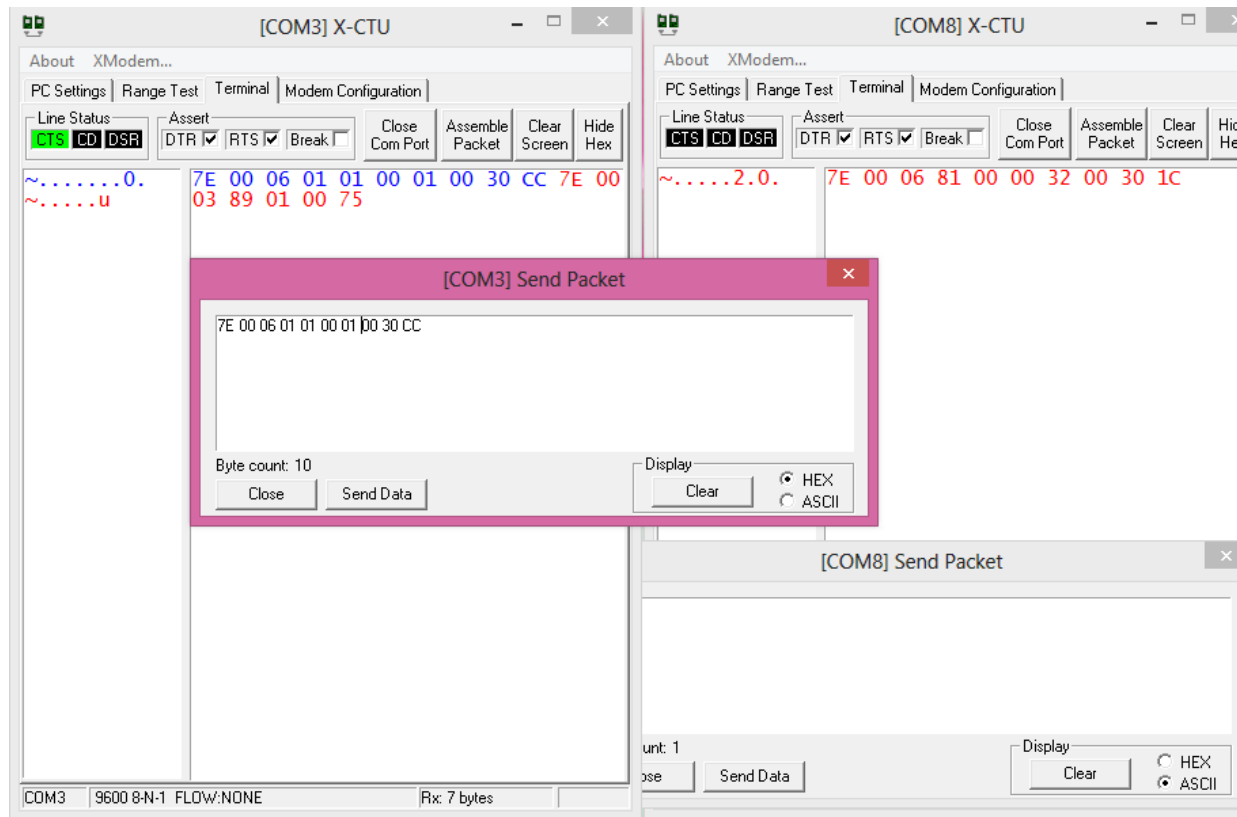 [COM3] X-CTU
About XModem...
PC Settings Range Test Terminal Modem Configuration
Line Status
CTS CD DSR
Assert
DTR RTS Break
Close Com Port
Assemble Packet
Clear Screen
Hide Hex
~.......0.
~.....u
7E 00 06 01 01 00 01 00 30 CC 7E 00
03 89 01 00 75
[COM8] X-CTU
About XModem...
PC Settings Range Test Terminal Modem Configuration
Line Status
CTS CD DSR
Assert
DTR RTS Break
Close Com Port
Assemble Packet
Clear Screen
Hid He
~.....2.0.
7E 00 06 81 00 00 32 00 30 1C
[COM3] Send Packet
7E 00 06 01 01 00 01 00 30 CC
Byte count: 10
Close Send Data
Display
Clear
HEX
ASCII
[COM8] Send Packet
unt: 1
ose Send Data
Display
Clear
HEX
ASCII
COM3 9600 8-N-1 FLOW:NONE Rx: 7 bytes